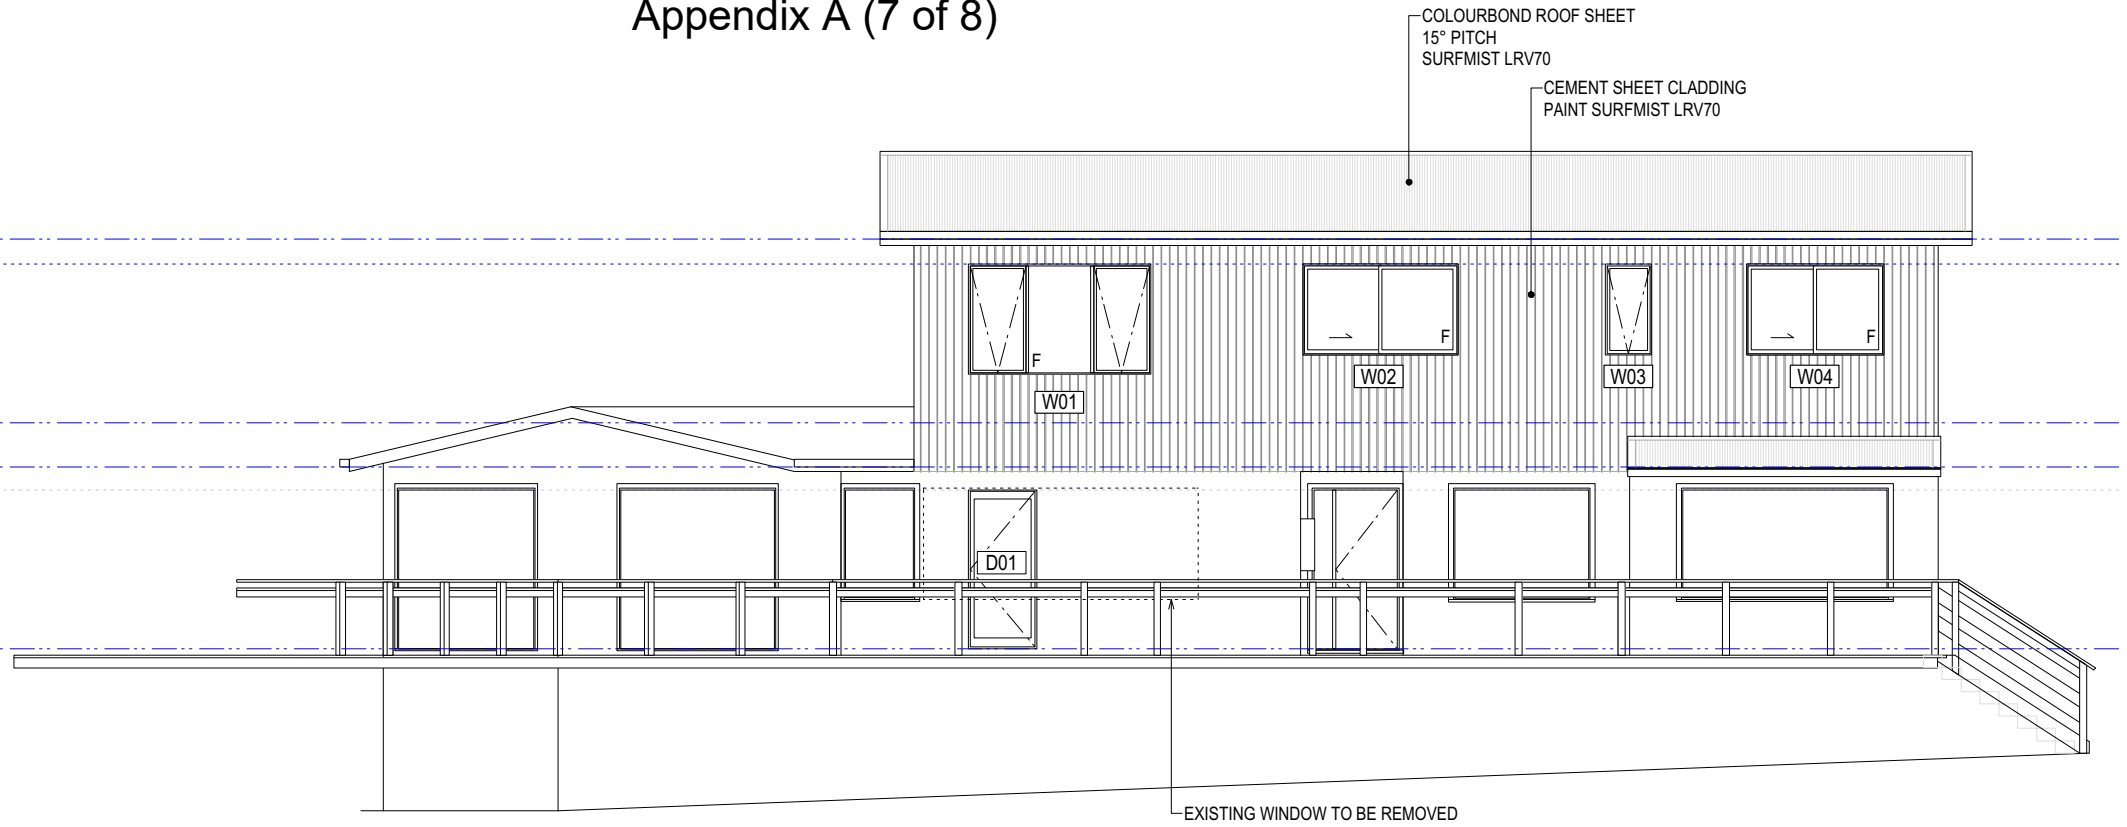 Appendix A (7 of 8)
COLOURBOND ROOF SHEET
15° PITCH
SURFMIST LRV70
CEMENT SHEET CLADDING
PAINT SURFMIST LRV70
F
F
F
W01
W02
W03
W04
D01
EXISTING WINDOW TO BE REMOVED